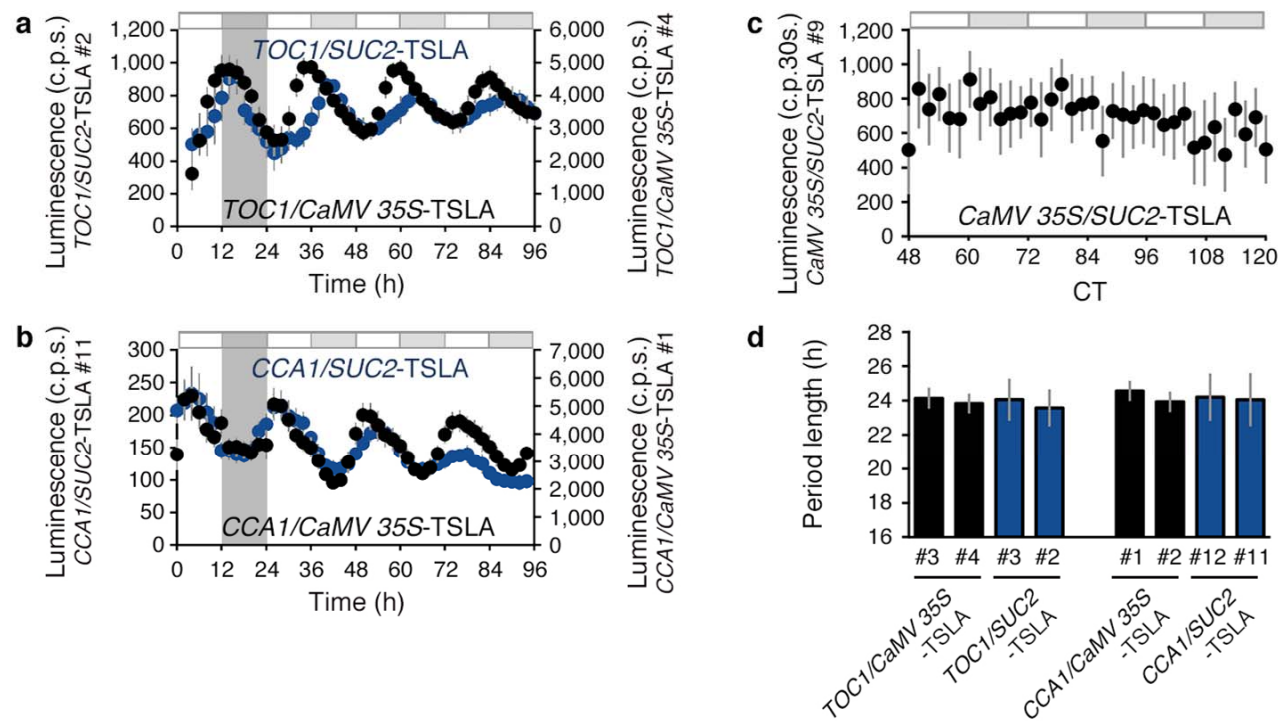 a
Luminescence (c.p.s.)
TOC1/SUC2-TSLA #2
1,200
1,000
800
600
400
200
0
TOC1/SUC2-TSLA
TOC1/CaMV 35S-TSLA
6,000
5,000
4,000
3,000
2,000
1,000
0
Luminescence (c.p.s.)
TOC1/CaMV 35S-TSLA #4
0 12 24 36 48 60 72 84 96
Time (h)
b
Luminescence (c.p.s.)
CCA1/SUC2-TSLA #11
300
250
200
150
100
50
0
CCA1/SUC2-TSLA
CCA1/CaMV 35S-TSLA
7,000
6,000
5,000
4,000
3,000
2,000
1,000
0
Luminescence (c.p.s.)
CCA1/CaMV 35S-TSLA #1
0 12 24 36 48 60 72 84 96
Time (h)
c
Luminescence (c.p.30s.)
CaMV 35S/SUC2-TSLA #9
1,200
1,000
800
600
400
200
0
CaMV 35S/SUC2-TSLA
48 60 72 84 96 108 120
CT
d
Period length (h)
28
26
24
22
20
18
16
#3 #4 #3 #2 #1 #2 #12 #11
TOC1/CaMV 35S
-TSLA
TOC1/SUC2
-TSLA
CCA1/CaMV 35S
-TSLA
CCA1/SUC2
-TSLA